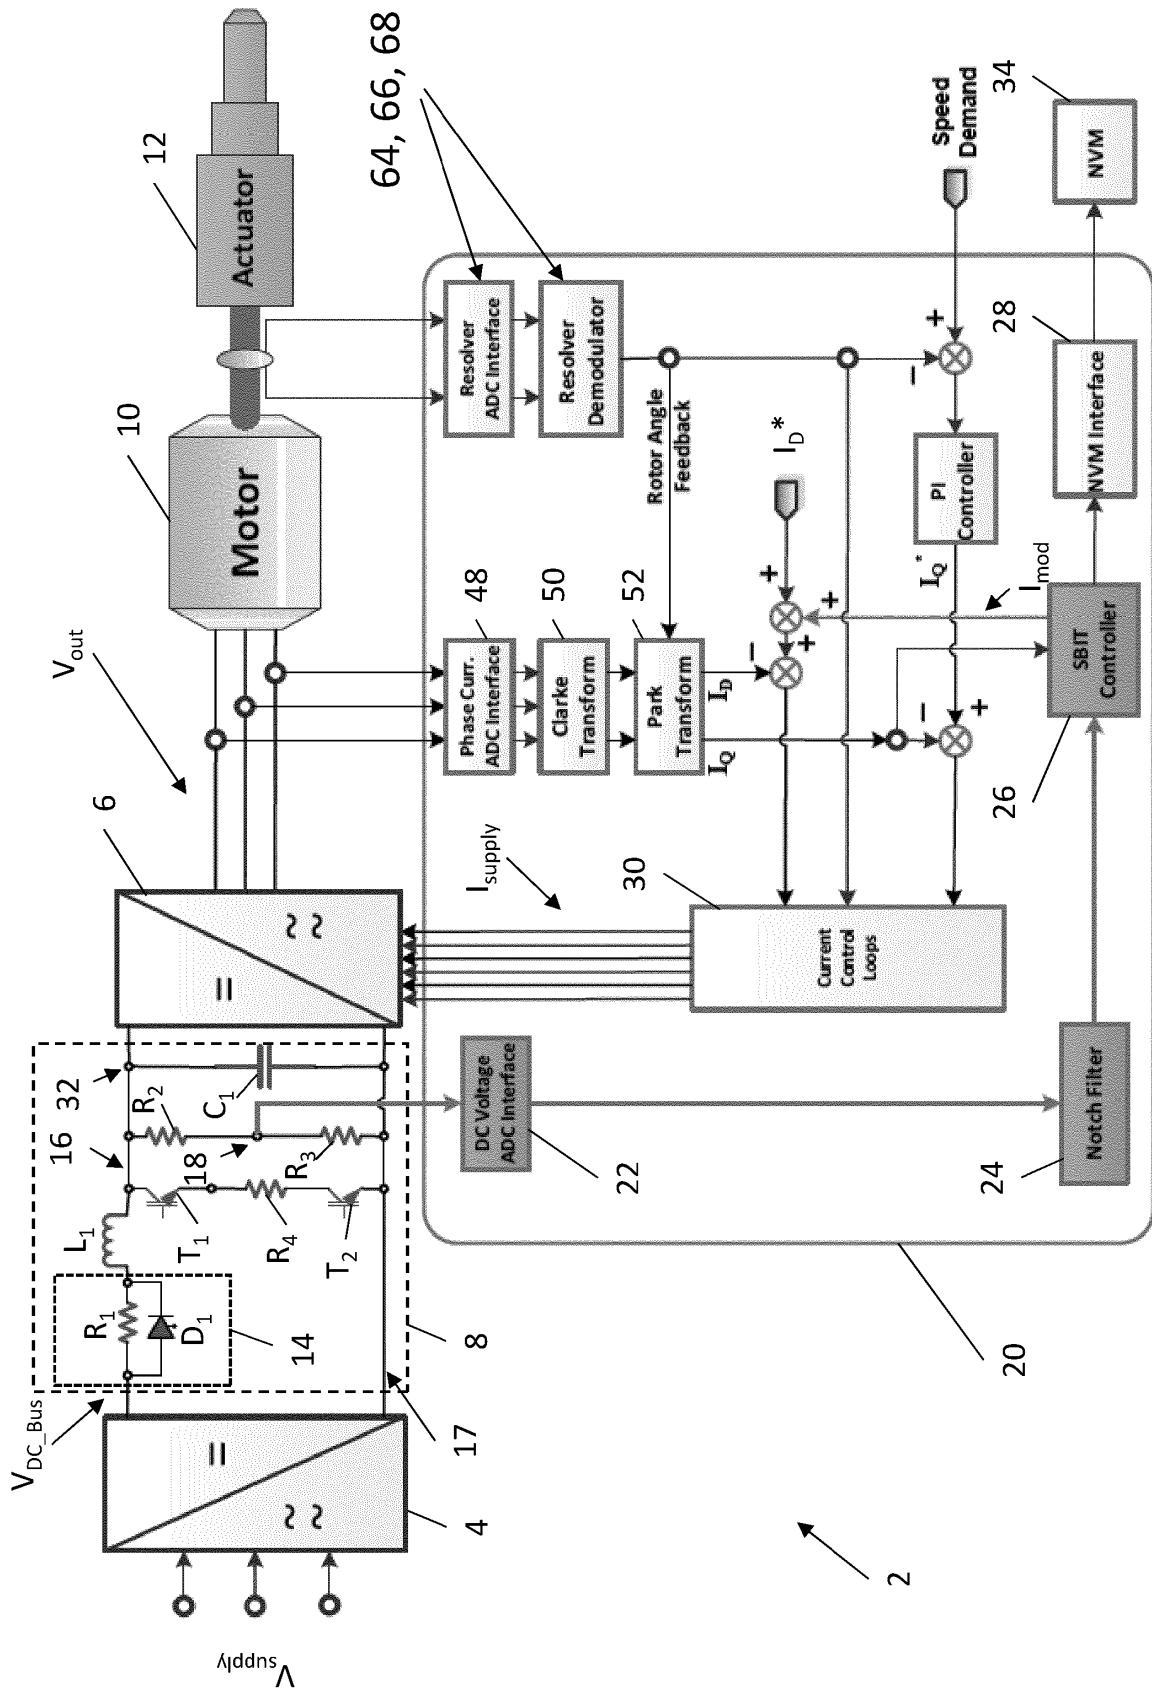 V_supply
4
V_DC_Bus
17
8
14
R_1
D_1
L_1
T_1
R_4
T_2
16
18
R_2
R_3
32
C_1
=
≈
=
≈
6
V_out
10
Motor
12
Actuator
64, 66, 68
Resolver
ADC Interface
Resolver
Demodulator
Rotor Angle
Feedback
48
Phase Curr.
ADC Interface
50
Clarke
Transform
52
Park
Transform
I_D
I_Q
I_D*
+
+
+
−
I_supply
30
Current
Control
Loops
22
DC Voltage
ADC Interface
24
Notch Filter
26
SBIT
Controller
I_mod
I_Q*
PI
Controller
−
+
−
+
Speed
Demand
28
NVM Interface
34
NVM
20
2